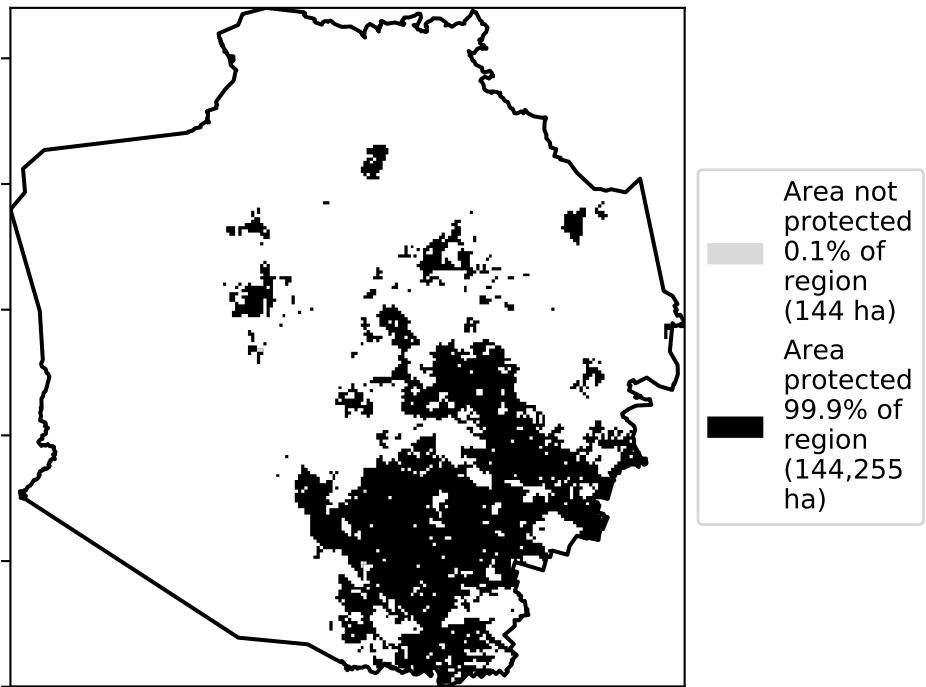 Area not
protected
0.1% of
region
(144 ha)
Area
protected
99.9% of
region
(144,255
ha)